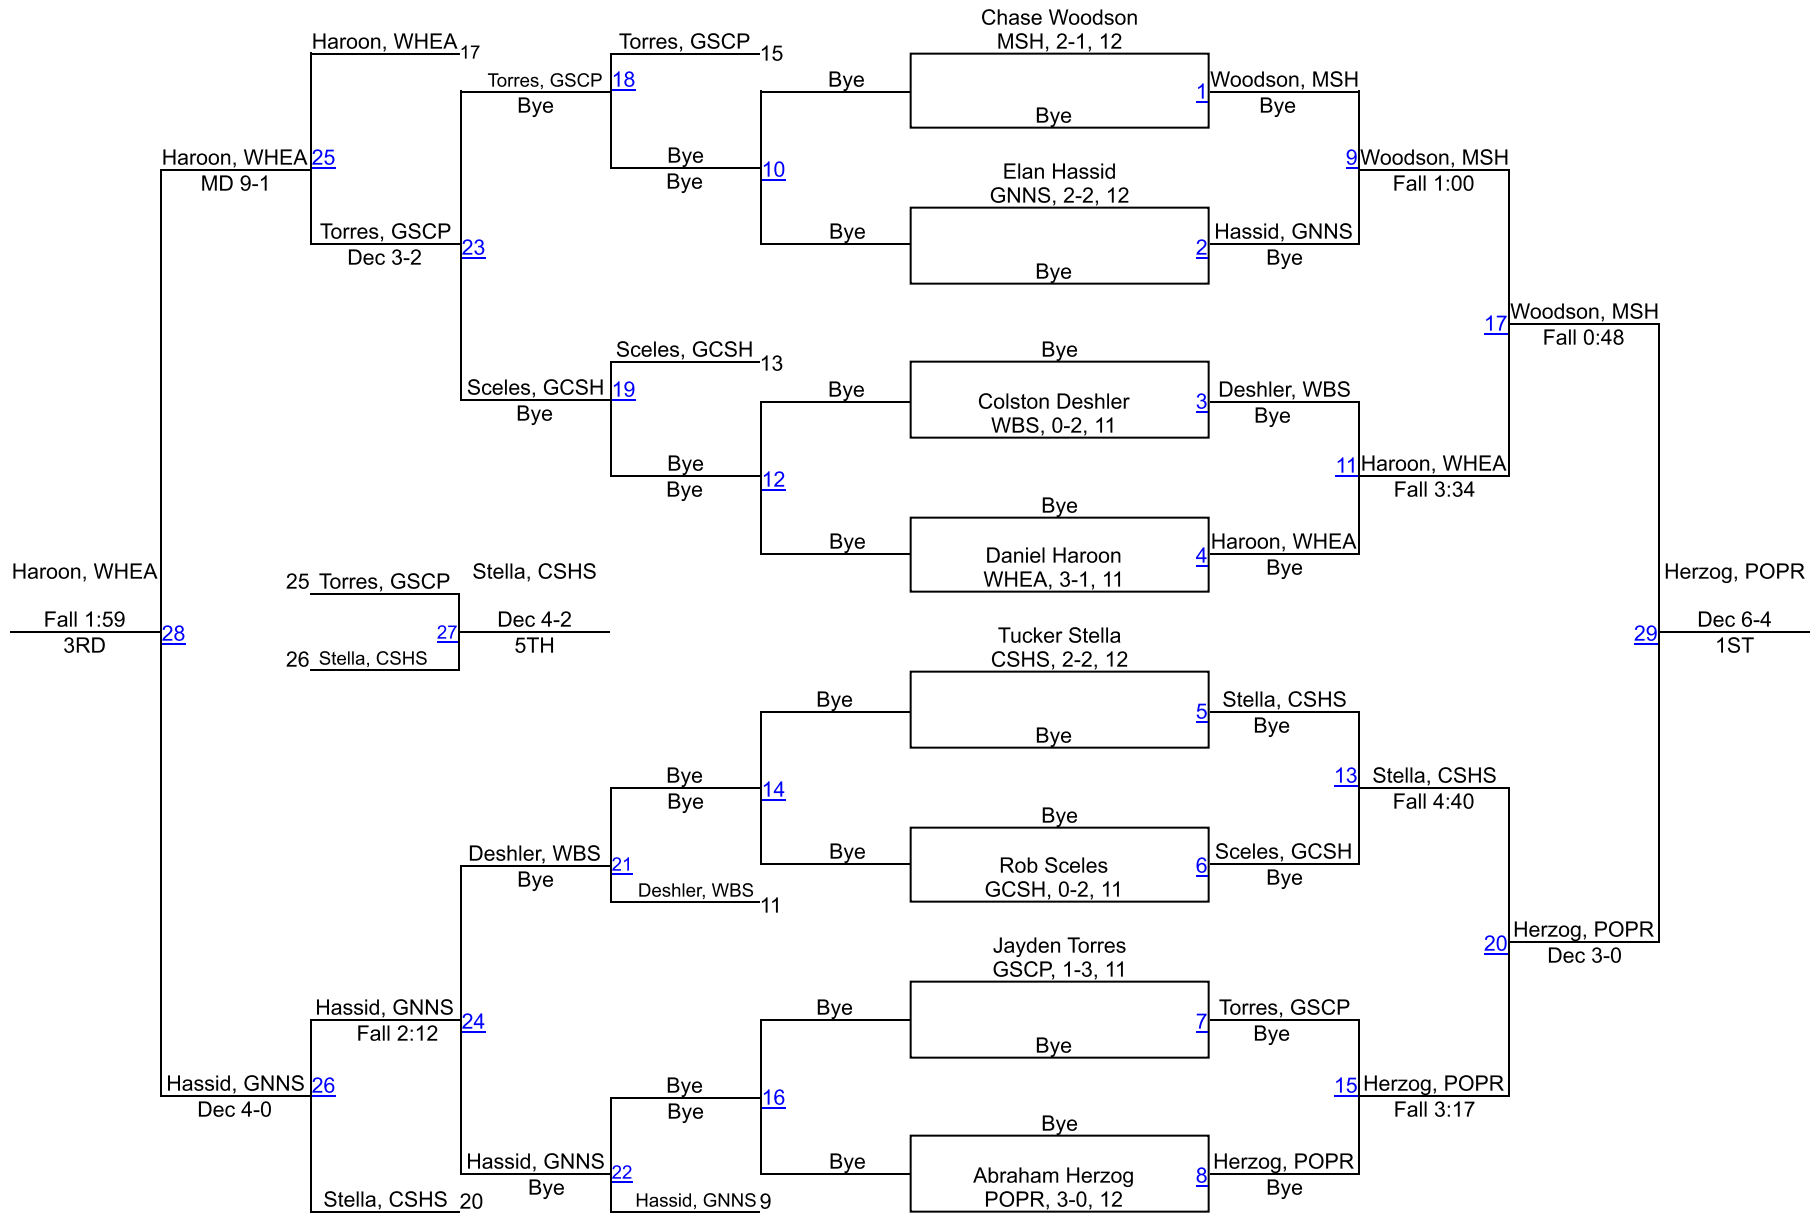 Chase Woodson
MSH, 2-1, 12
Haroon, WHEA 17
Torres, GSCP 15
Torres, GSCP
18
Bye
Bye
1
Woodson, MSH
Bye
Bye
Bye
Haroon, WHEA
25
MD 9-1
Bye
Bye
10
Elan Hassid
GNNS, 2-2, 12
9
Woodson, MSH
Fall 1:00
Torres, GSCP
Dec 3-2
23
Bye
2
Hassid, GNNS
Bye
Bye
17
Woodson, MSH
Fall 0:48
Sceles, GCSH 13
Bye
Sceles, GCSH
19
Bye
Bye
Colston Deshler
WBS, 0-2, 11
3
Deshler, WBS
Bye
Bye
Bye
12
11
Haroon, WHEA
Fall 3:34
Bye
Bye
Daniel Haroon
WHEA, 3-1, 11
4
Haroon, WHEA
Bye
Haroon, WHEA
Fall 1:59
3RD
28
25 Torres, GSCP
26 Stella, CSHS
27
Stella, CSHS
Dec 4-2
5TH
Herzog, POPR
29
Dec 6-4
1ST
Tucker Stella
CSHS, 2-2, 12
Bye
5
Stella, CSHS
Bye
Bye
Bye
Bye
14
13
Stella, CSHS
Fall 4:40
Bye
Deshler, WBS
21
Bye
Bye
Rob Sceles
GCSH, 0-2, 11
6
Sceles, GCSH
Bye
Deshler, WBS
11
20
Herzog, POPR
Dec 3-0
Jayden Torres
GSCP, 1-3, 11
Hassid, GNNS
Fall 2:12
24
Bye
7
Torres, GSCP
Bye
Bye
Hassid, GNNS
26
Dec 4-0
Bye
Bye
16
15
Herzog, POPR
Fall 3:17
Bye
Hassid, GNNS
22
Bye
Bye
Abraham Herzog
POPR, 3-0, 12
8
Herzog, POPR
Bye
Stella, CSHS 20
Hassid, GNNS 9